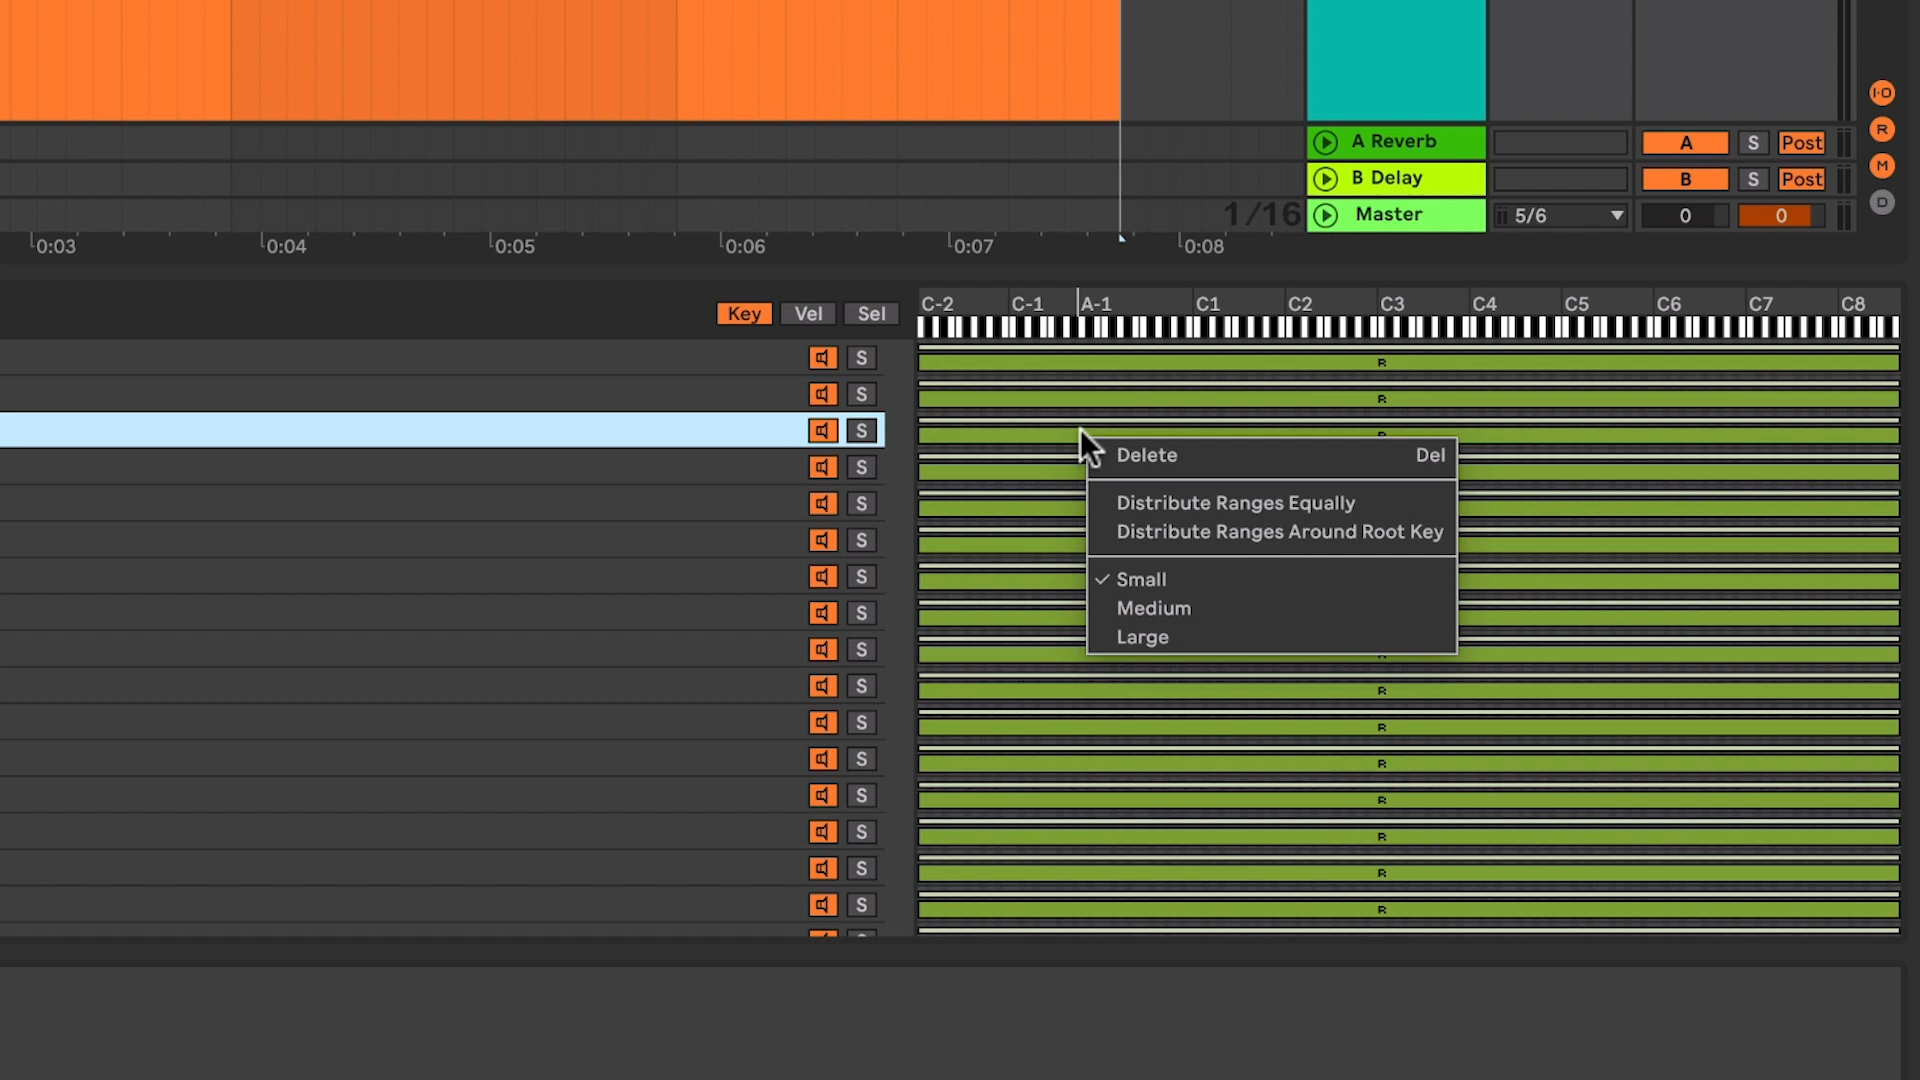 I·O
A Reverb A S Post R
B Delay B S Post M
1/16 Master 5/6 0 0 D
0:03 0:04 0:05 0:06 0:07 0:08
Key Vel Sel C-2 C-1 A-1 C1 C2 C3 C4 C5 C6 C7 C8
S R
S R
S
Delete Del
S
Distribute Ranges Equally
S
Distribute Ranges Around Root Key
S
Small
S
Medium
S
Large
S
S R
S R
S R
S R
S R
S R
S R